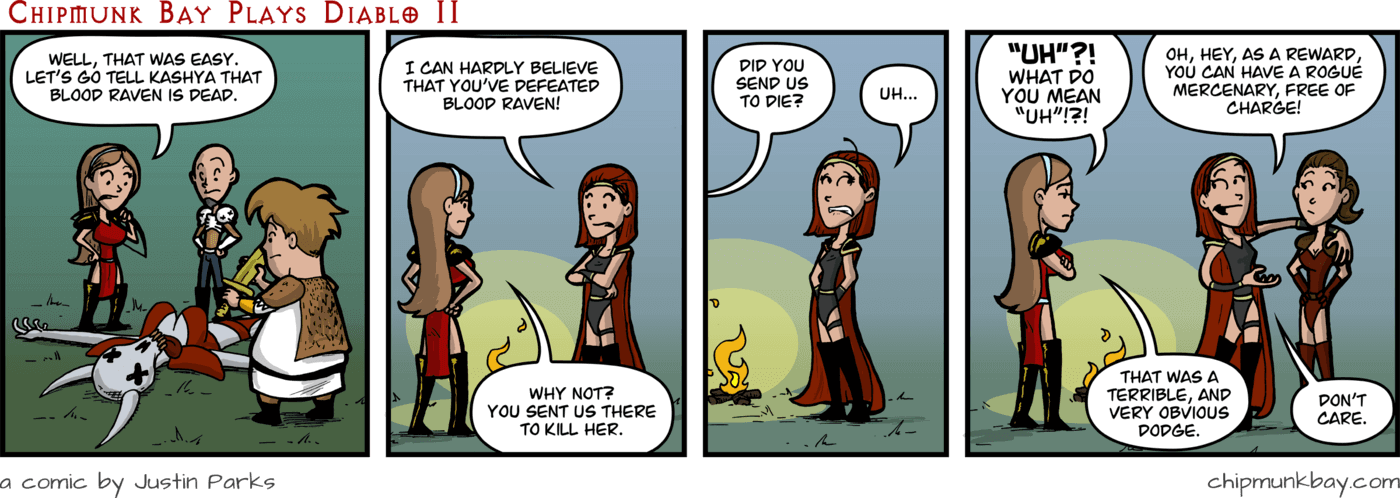 Chipmunk Bay Plays Diablo II
WELL, THAT WAS EASY.
LET'S GO TELL KASHYA THAT
BLOOD RAVEN IS DEAD.
I CAN HARDLY BELIEVE
THAT YOU'VE DEFEATED
BLOOD RAVEN!
WHY NOT?
YOU SENT US THERE
TO KILL HER.
DID YOU
SEND US
TO DIE?
UH...
"UH"?!
WHAT DO
YOU MEAN
"UH"!?!
OH, HEY, AS A REWARD,
YOU CAN HAVE A ROGUE
MERCENARY, FREE OF
CHARGE!
THAT WAS A
TERRIBLE, AND
VERY OBVIOUS
DODGE.
DON'T
CARE.
a comic by Justin Parks
chipmunkbay.com